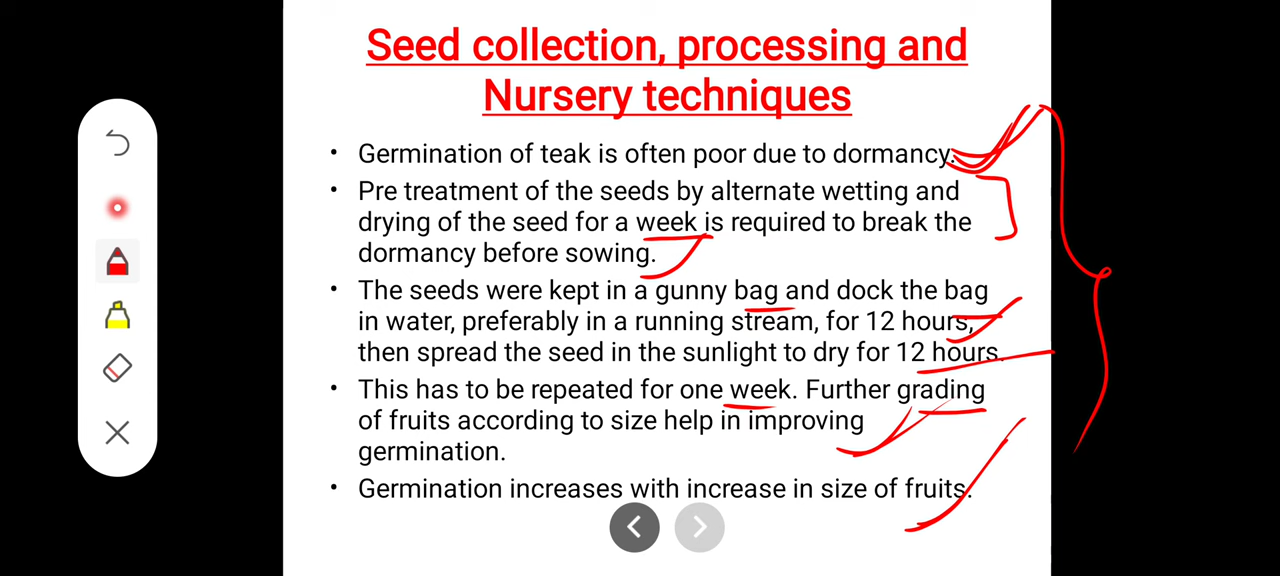 Seed collection, processing and
Nursery techniques
• Germination of teak is often poor due to dormancy.
• Pre treatment of the seeds by alternate wetting and
drying of the seed for a week is required to break the
dormancy before sowing.
• The seeds were kept in a gunny bag and dock the bag
in water, preferably in a running stream, for 12 hours,
then spread the seed in the sunlight to dry for 12 hours.
• This has to be repeated for one week. Further grading
of fruits according to size help in improving
germination.
• Germination increases with increase in size of fruits.